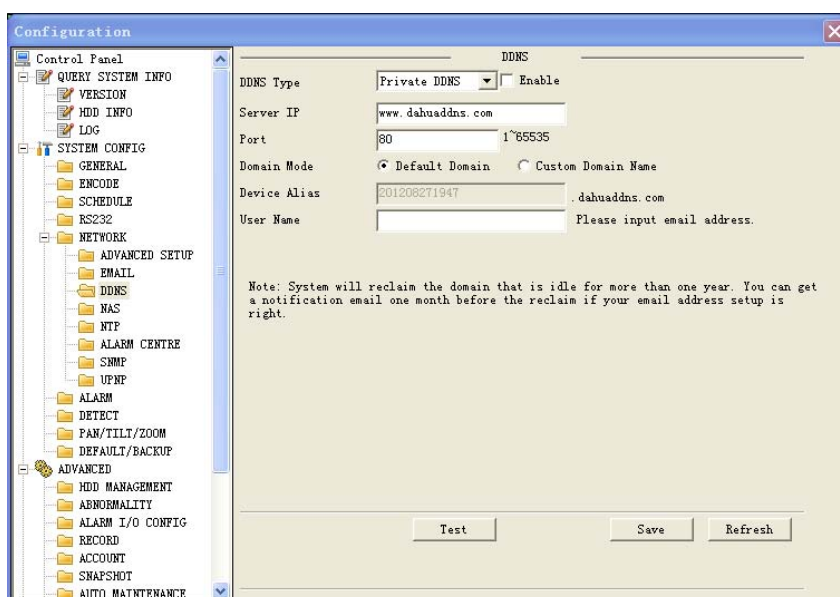 Configuration
Control Panel
QUERY SYSTEM INFO
VERSION
HDD INFO
LOG
SYSTEM CONFIG
GENERAL
ENCODE
SCHEDULE
RS232
NETWORK
ADVANCED SETUP
EMAIL
DDNS
NAS
NTP
ALARM CENTRE
SNMP
UPNP
ALARM
DETECT
PAN/TILT/ZOOM
DEFAULT/BACKUP
ADVANCED
HDD MANAGEMENT
ABNORMALITY
ALARM I/O CONFIG
RECORD
ACCOUNT
SNAPSHOT
AUTO MAINTENANCE
DDNS
DDNS Type Private DDNS Enable
Server IP www.dahuaddns.com
Port 80 1~65535
Domain Mode Default Domain Custom Domain Name
Device Alias 201208271947 .dahuaddns.com
User Name Please input email address.
Note: System will reclaim the domain that is idle for more than one year. You can get
a notification email one month before the reclaim if your email address setup is
right.
Test Save Refresh